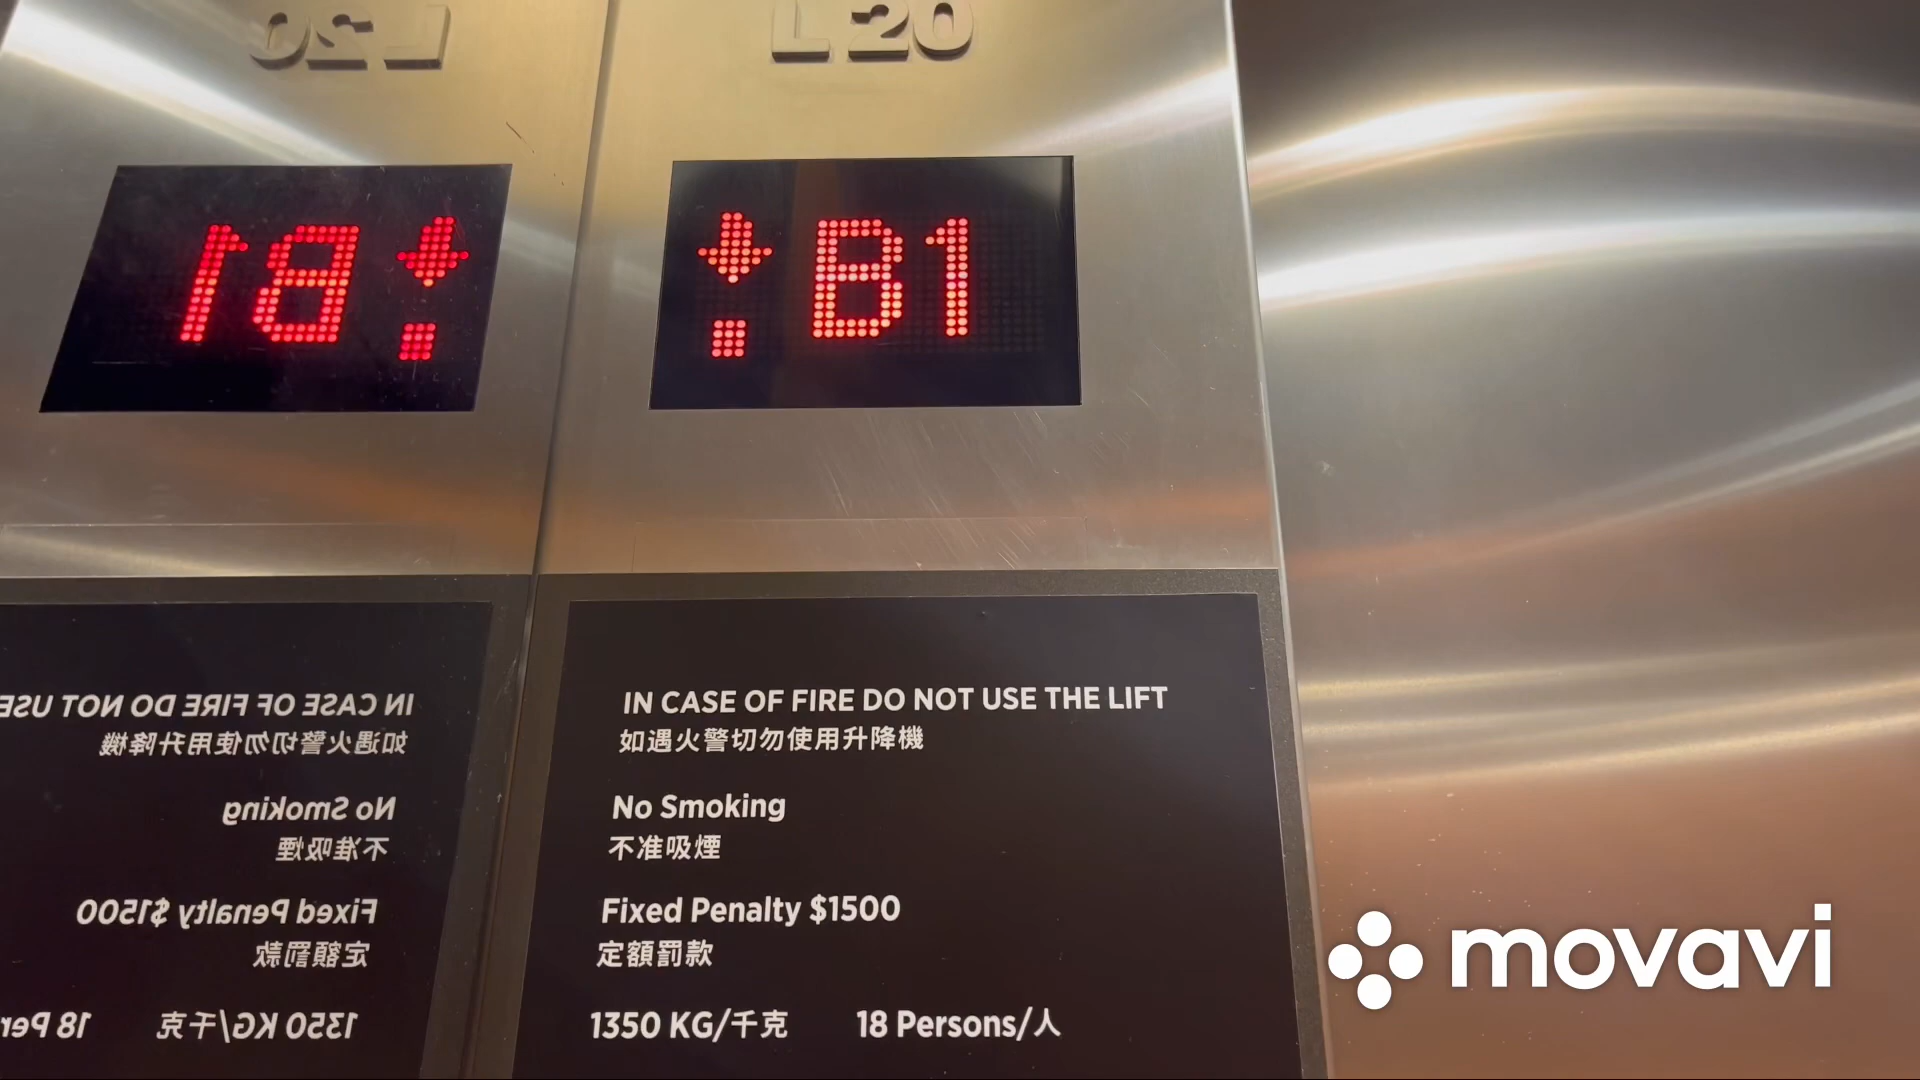 L 20
B1
IN CASE OF FIRE DO NOT USE THE LIFT
如遇火警切勿使用升降機
No Smoking
不准吸煙
Fixed Penalty $1500
定額罰款
1350 KG/千克 18 Persons/人
movavi